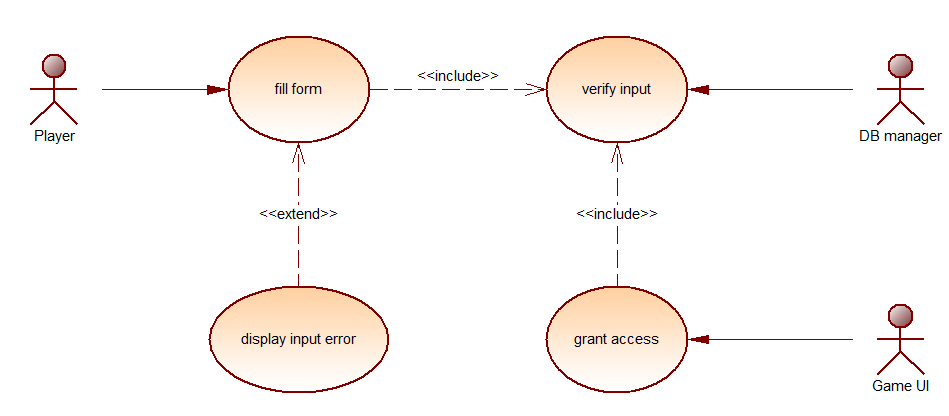 fill form
<<include>>
verify input
Player
DB manager
<<extend>>
<<include>>
display input error
grant access
Game UI